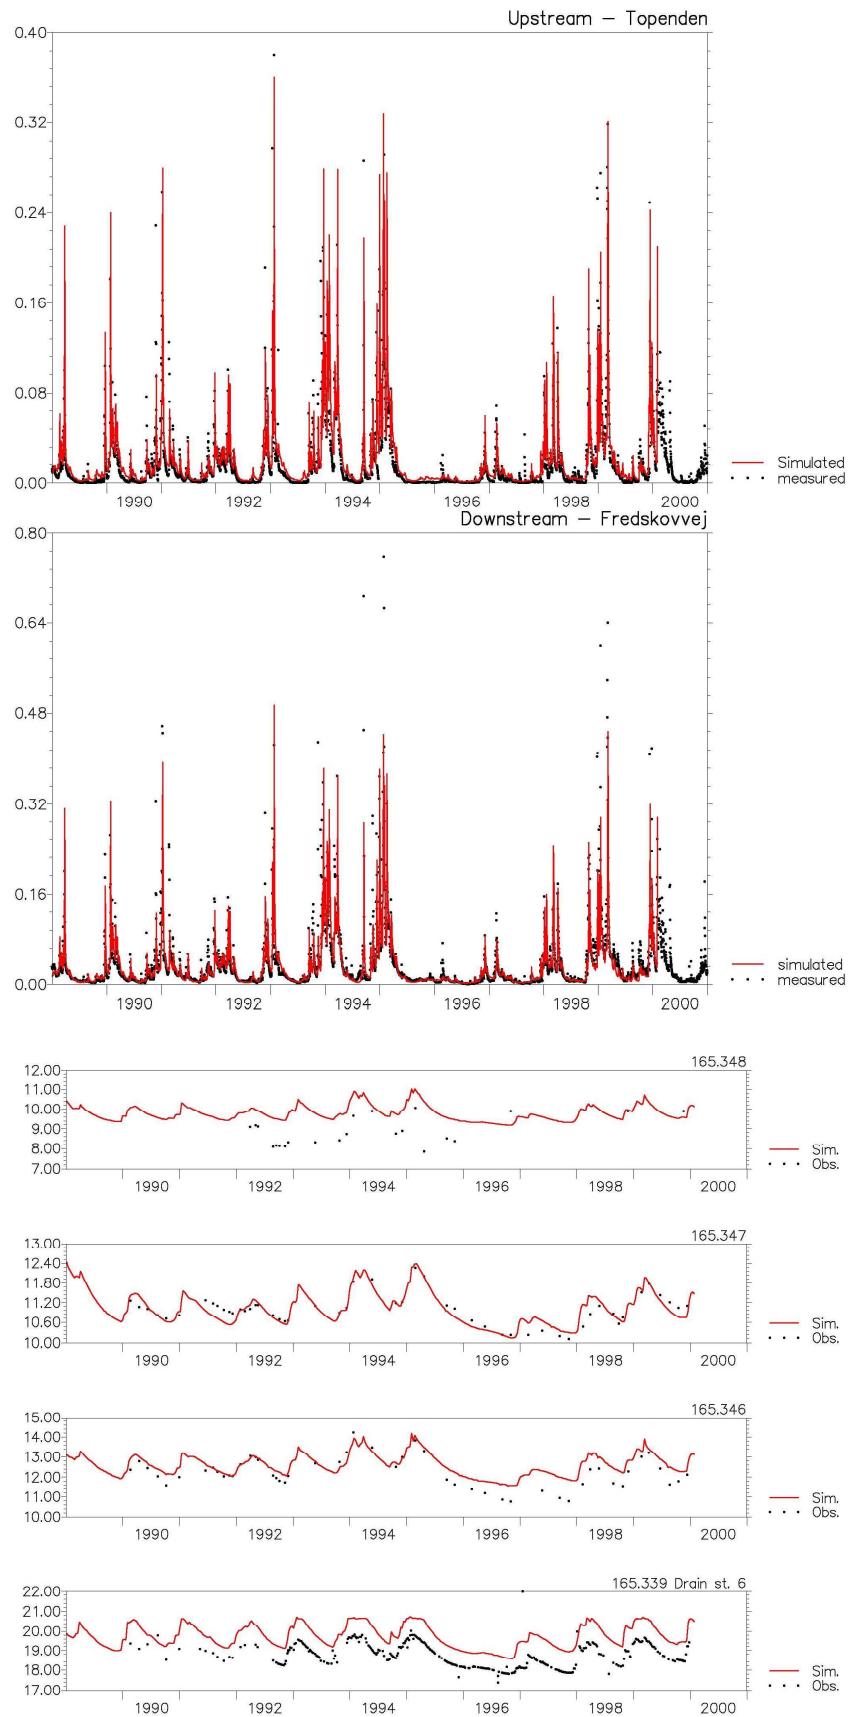 Upstream – Topenden
0.40
0.32
0.24
0.16
0.08
0.00
1990 1992 1994 1996 1998 2000
Simulated
measured
Downstream – Fredskovvej
0.80
0.64
0.48
0.32
0.16
0.00
1990 1992 1994 1996 1998 2000
simulated
measured
165.348
12.00
11.00
10.00
9.00
8.00
7.00
1990 1992 1994 1996 1998 2000
Sim.
Obs.
165.347
13.00
12.40
11.80
11.20
10.60
10.00
1990 1992 1994 1996 1998 2000
Sim.
Obs.
165.346
15.00
14.00
13.00
12.00
11.00
10.00
1990 1992 1994 1996 1998 2000
Sim.
Obs.
165.339 Drain st. 6
22.00
21.00
20.00
19.00
18.00
17.00
1990 1992 1994 1996 1998 2000
Sim.
Obs.